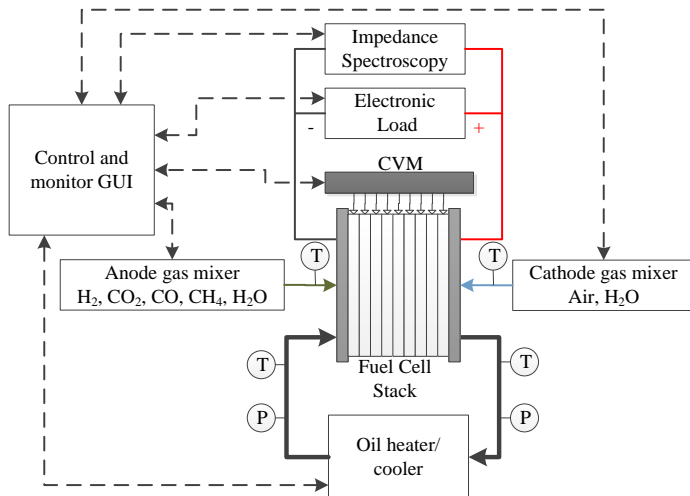 Impedance
Spectroscopy
Electronic
Load
- +
CVM
Control and
monitor GUI
T T
Anode gas mixer
H₂, CO₂, CO, CH₄, H₂O
Cathode gas mixer
Air, H₂O
T T
Fuel Cell
Stack
P P
Oil heater/
cooler